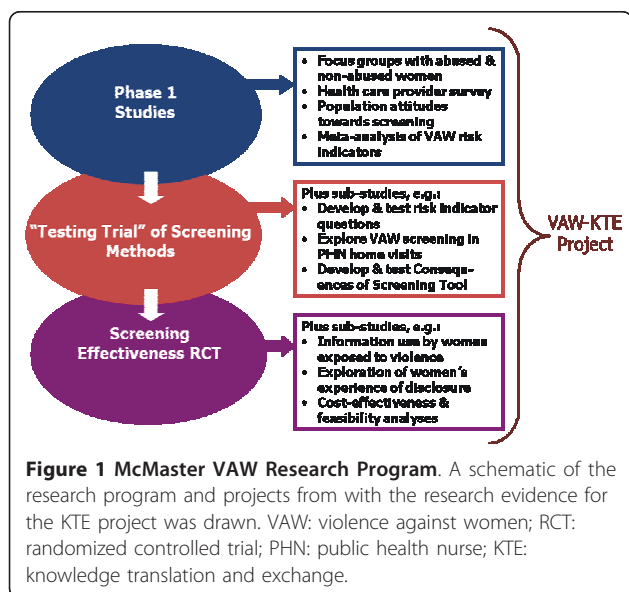 Phase 1
Studies
• Focus groups with abused &
non-abused women
• Health care provider survey
• Population attitudes
towards screening
• Meta-analysis of VAW risk
indicators
"Testing Trial" of Screening
Methods
Plus sub-studies, e.g.:
• Develop & test risk indicator
questions
• Explore VAW screening in
PHN home visits
• Develop & test Consequ-
ences of Screening Tool
Screening
Effectiveness RCT
Plus sub-studies, e.g.:
• Information use by women
exposed to violence
• Exploration of women's
experience of disclosure
• Cost-effectiveness &
feasibility analyses
VAW-KTE
Project
Figure 1 McMaster VAW Research Program. A schematic of the
research program and projects from with the research evidence for
the KTE project was drawn. VAW: violence against women; RCT:
randomized controlled trial; PHN: public health nurse; KTE:
knowledge translation and exchange.